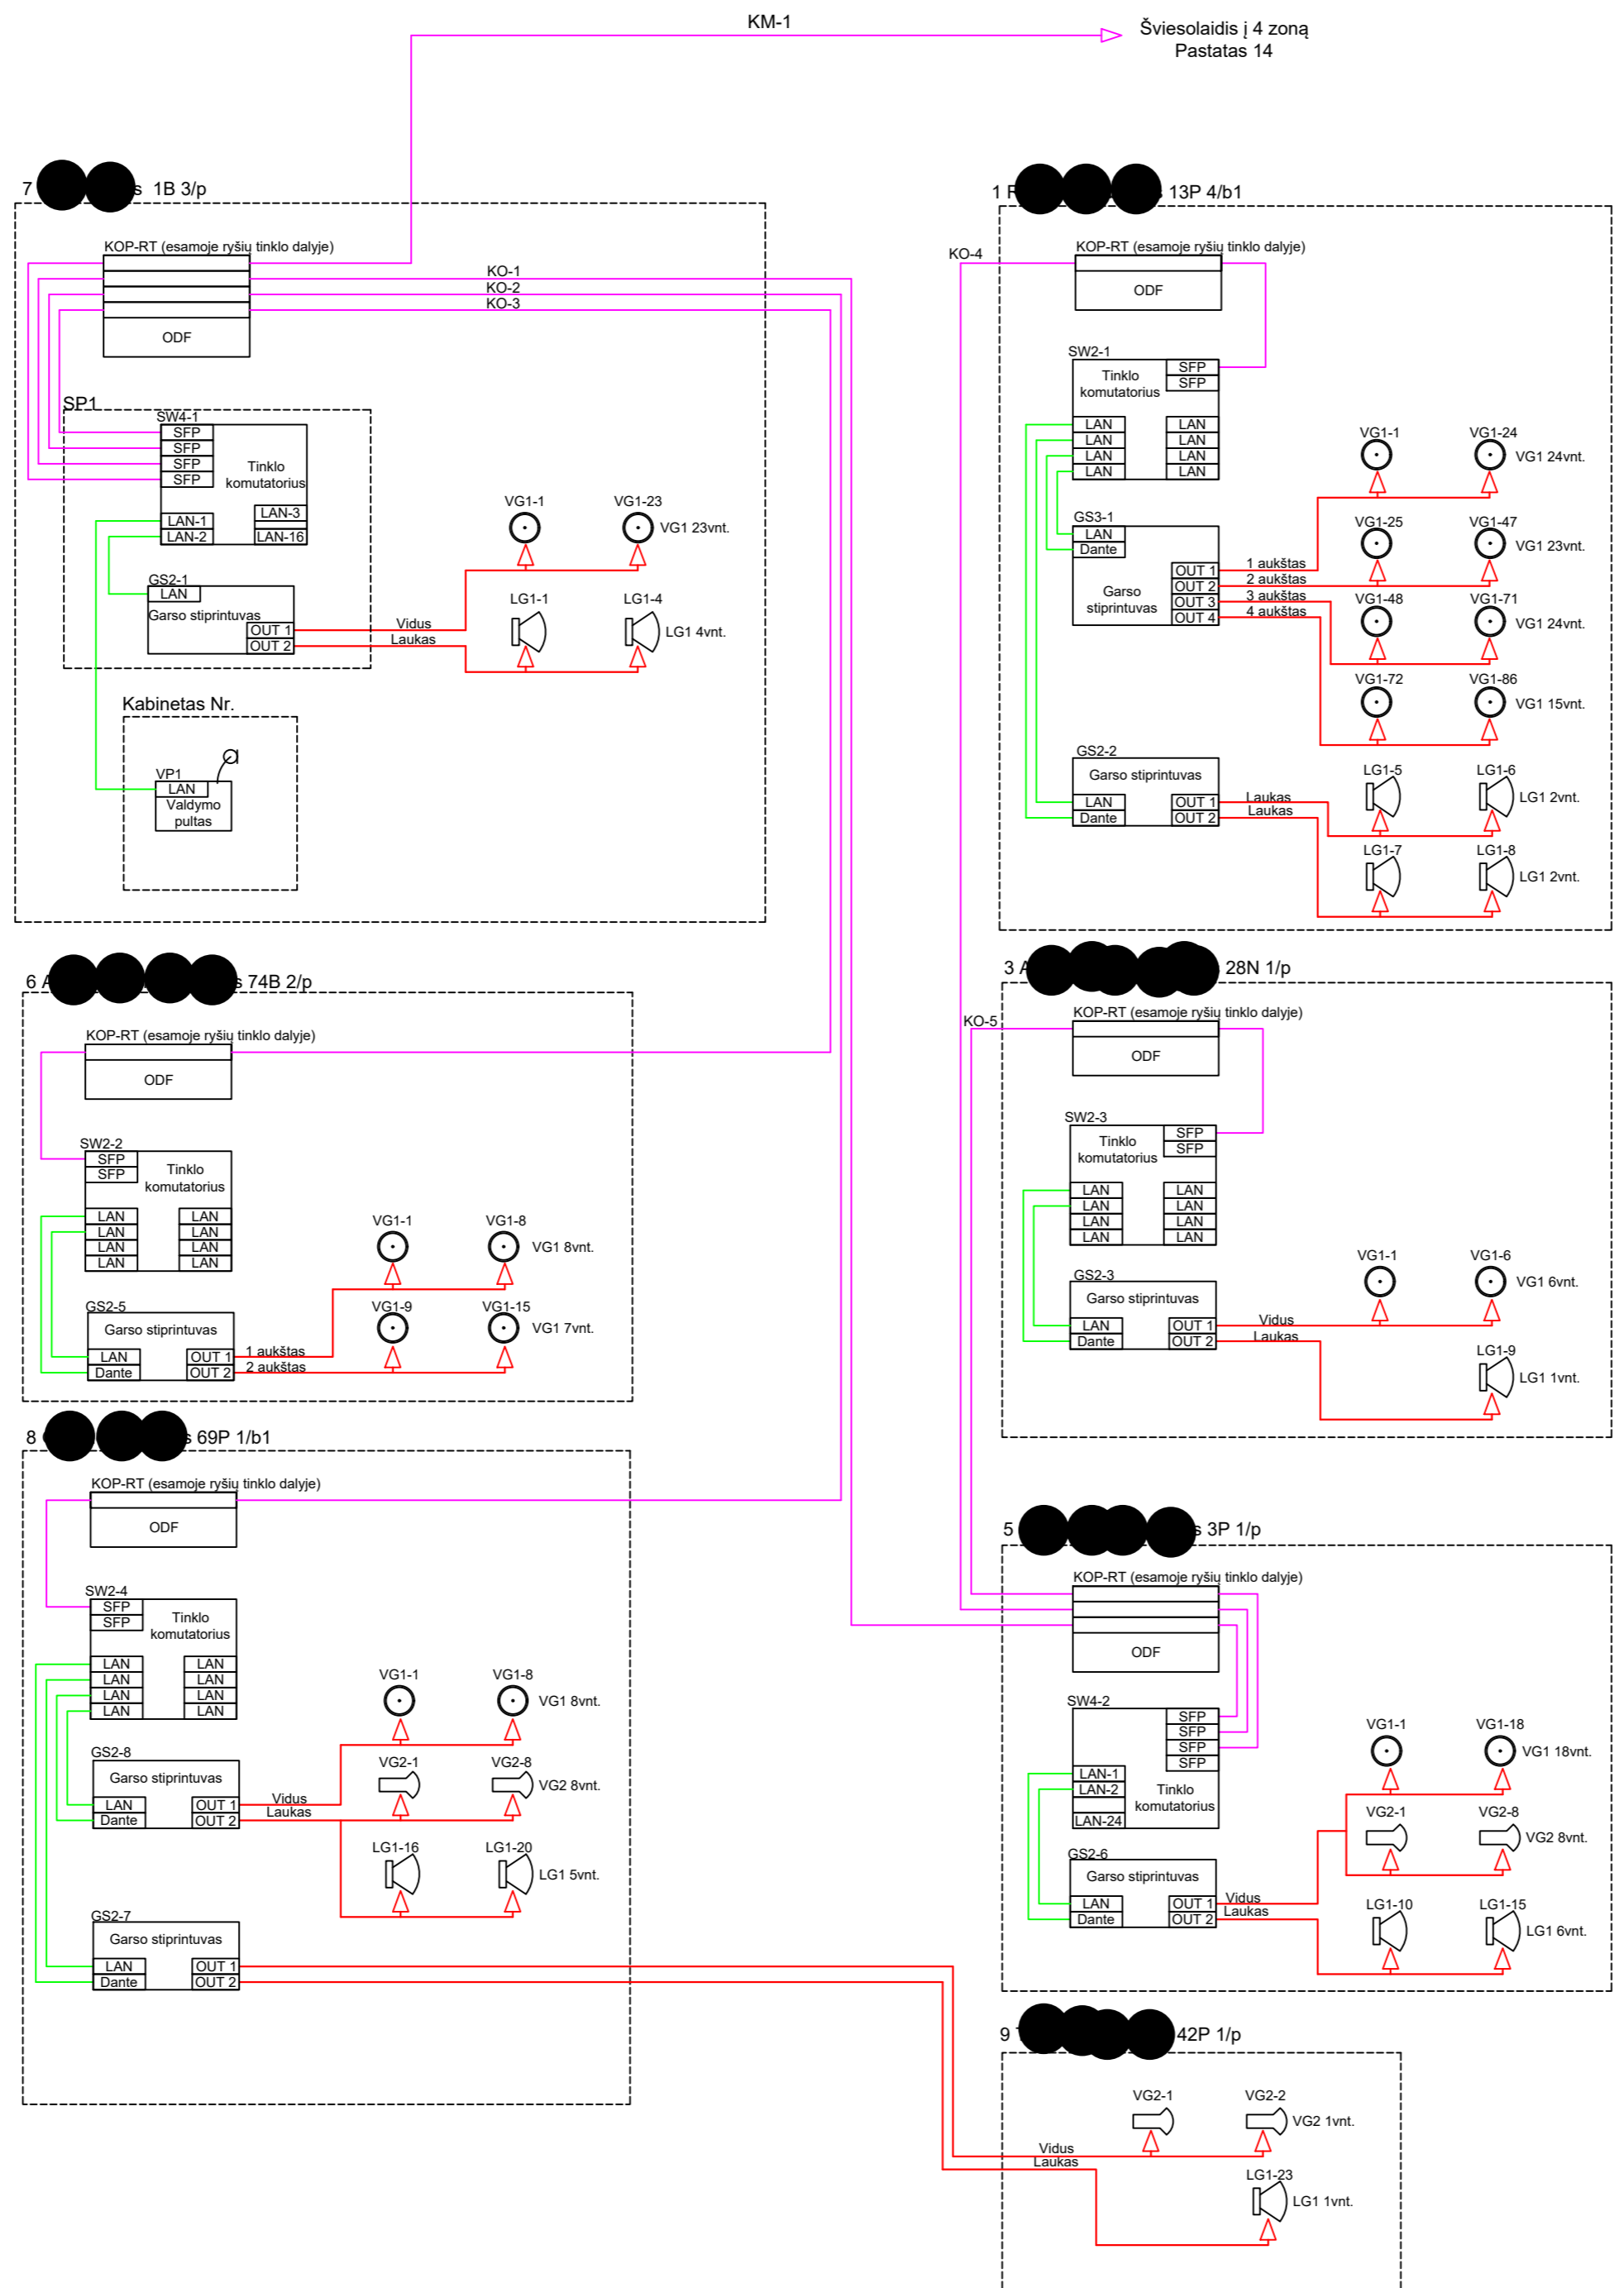 KM-1
Šviesolaidis į 4 zoną
Pastatas 14
7 s 1B 3/p
KOP-RT (esamoje ryšių tinklo dalyje)
KO-1
KO-2
KO-3
ODF
SP1
SW4-1
SFP
SFP
SFP
SFP
Tinklo
komutatorius
LAN-1
LAN-2
LAN-3
LAN-16
GS2-1
LAN
Garso stiprintuvas
OUT 1
OUT 2
Vidus
Laukas
VG1-1
VG1-23
VG1 23vnt.
LG1-1
LG1-4
LG1 4vnt.
Kabinetas Nr.
VP1
LAN
Valdymo
pultas
1 13P 4/b1
KO-4
KOP-RT (esamoje ryšių tinklo dalyje)
ODF
SW2-1
Tinklo
komutatorius
SFP
SFP
LAN LAN
LAN LAN
LAN LAN
LAN LAN
GS3-1
LAN
Dante
Garso
stiprintuvas
OUT 1
OUT 2
OUT 3
OUT 4
1 aukštas
2 aukštas
3 aukštas
4 aukštas
VG1-1
VG1-24
VG1 24vnt.
VG1-25
VG1-47
VG1 23vnt.
VG1-48
VG1-71
VG1 24vnt.
VG1-72
VG1-86
VG1 15vnt.
GS2-2
Garso stiprintuvas
LAN OUT 1
Dante OUT 2
Laukas
Laukas
LG1-5
LG1-6
LG1 2vnt.
LG1-7
LG1-8
LG1 2vnt.
6 A s 74B 2/p
KOP-RT (esamoje ryšių tinklo dalyje)
ODF
SW2-2
SFP
SFP
Tinklo
komutatorius
LAN LAN
LAN LAN
LAN LAN
LAN LAN
GS2-5
Garso stiprintuvas
LAN OUT 1
Dante OUT 2
1 aukštas
2 aukštas
VG1-1
VG1-8
VG1 8vnt.
VG1-9
VG1-15
VG1 7vnt.
3 28N 1/p
KO-5
KOP-RT (esamoje ryšių tinklo dalyje)
ODF
SW2-3
Tinklo
komutatorius
SFP
SFP
LAN LAN
LAN LAN
LAN LAN
LAN LAN
GS2-3
Garso stiprintuvas
LAN OUT 1
Dante OUT 2
Vidus
Laukas
VG1-1
VG1-6
VG1 6vnt.
LG1-9
LG1 1vnt.
8 s 69P 1/b1
KOP-RT (esamoje ryšių tinklo dalyje)
ODF
SW2-4
SFP
SFP
Tinklo
komutatorius
LAN LAN
LAN LAN
LAN LAN
LAN LAN
GS2-8
Garso stiprintuvas
LAN OUT 1
Dante OUT 2
Vidus
Laukas
VG1-1
VG1-8
VG1 8vnt.
VG2-1
VG2-8
VG2 8vnt.
LG1-16
LG1-20
LG1 5vnt.
GS2-7
Garso stiprintuvas
LAN OUT 1
Dante OUT 2
5 s 3P 1/p
KOP-RT (esamoje ryšių tinklo dalyje)
ODF
SW4-2
SFP
SFP
SFP
SFP
LAN-1
LAN-2
LAN-24
Tinklo
komutatorius
GS2-6
Garso stiprintuvas
LAN OUT 1
Dante OUT 2
Vidus
Laukas
VG1-1
VG1-18
VG1 18vnt.
VG2-1
VG2-8
VG2 8vnt.
LG1-10
LG1-15
LG1 6vnt.
9 42P 1/p
VG2-1
VG2-2
VG2 1vnt.
Vidus
Laukas
LG1-23
LG1 1vnt.